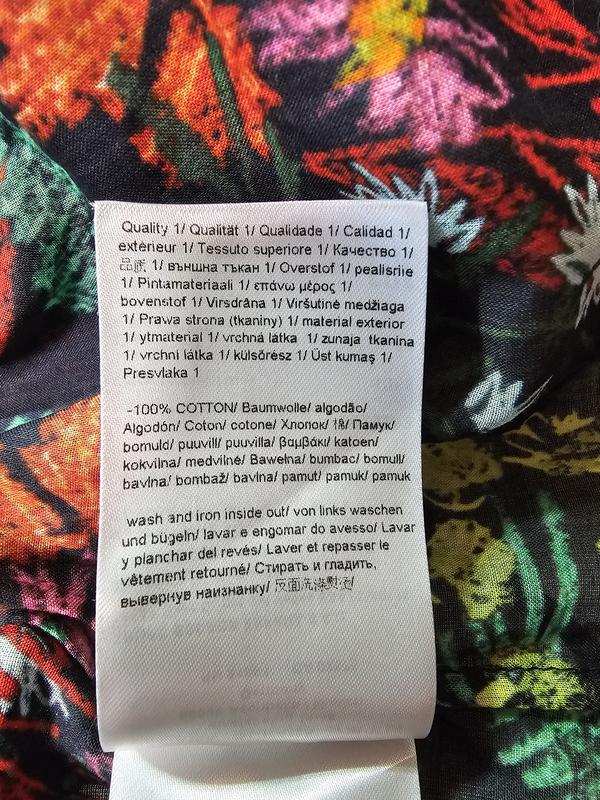 Quality 1/ Qualität 1/ Qualidade 1/ Calidad 1/
extérieur 1/ Tessuto superiore 1/ Качество 1/
品质 1/ външна тъкан 1/ Overstof 1/ pealisriie
1/ Pintamateriaali 1/ επάνω μέρος 1/
bovenstof 1/ Virsdrāna 1/ Viršutinė medžiaga
1/ Prawa strona (tkaniny) 1/ material exterior
1/ ytmaterial 1/ vrchná látka 1/ zunaja tkanina
1/ vrchní látka 1/ külsőrész 1/ Üst kumaş 1/
Presvlaka 1
-100% COTTON/ Baumwolle/ algodão/
Algodón/ Coton/ cotone/ Хлопок/ 棉/ Памук/
bomuld/ puuvill/ puuvilla/ βαμβάκι/ katoen/
kokvilna/ medvilnė/ Bawełna/ bumbac/ bomull/
bavlna/ bombaž/ bavlna/ pamut/ pamuk/ pamuk
wash and iron inside out/ von links waschen
und bügeln/ lavar e engomar do avesso/ Lavar
y planchar del revés/ Laver et repasser le
vêtement retourné/ Стирать и гладить,
вывернув наизнанку/ 反面洗涤熨烫/